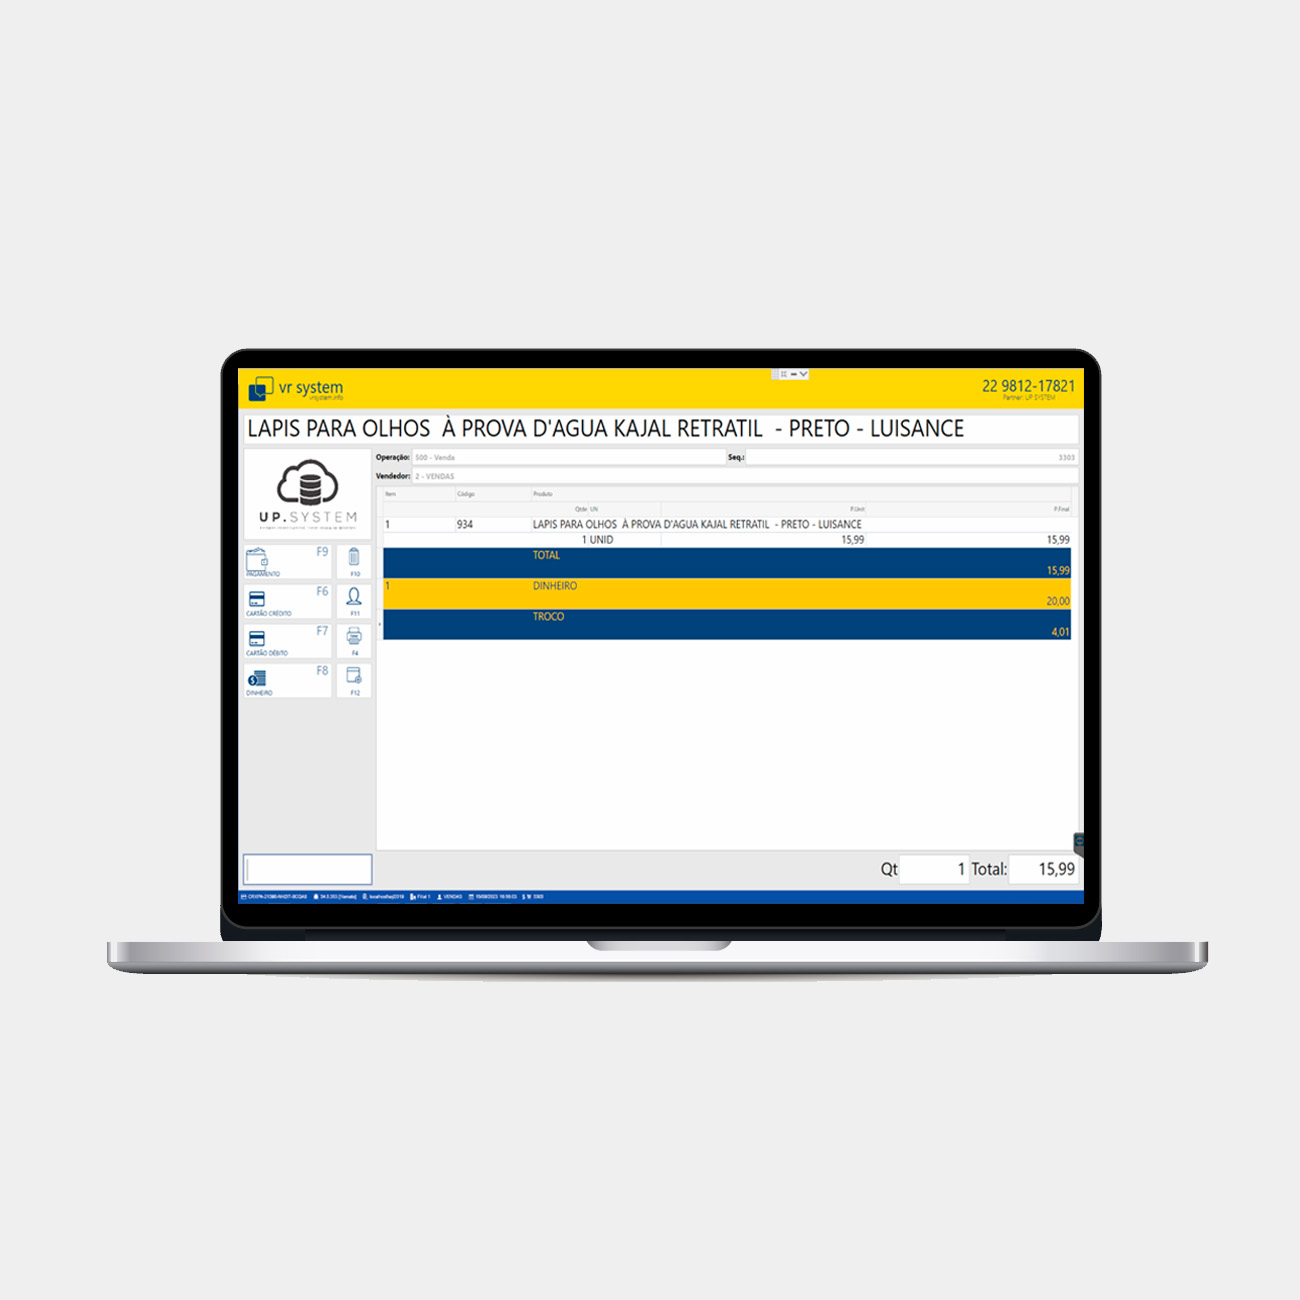 vr system
vrsystem.info
22 9812-17821
Partner: UP SYSTEM
LAPIS PARA OLHOS  À PROVA D'AGUA KAJAL RETRATIL  - PRETO - LUISANCE
UP.SYSTEM
Operação: 500 - Venda Seq.: 3303
Vendedor: 2 - VENDAS
Item Código Produto
Qtde UN P.Unit P.Final
1 934 LAPIS PARA OLHOS  À PROVA D'AGUA KAJAL RETRATIL  - PRETO - LUISANCE
1 UNID 15,99 15,99
TOTAL
15,99
1 DINHEIRO
20,00
TROCO
4,01
F9
PAGAMENTO
F10
F6
CARTÃO CRÉDITO
F11
F7
CARTÃO DÉBITO
F4
F8
DINHEIRO
F12
Qt 1 Total: 15,99
Filial 1 VENDAS 3303